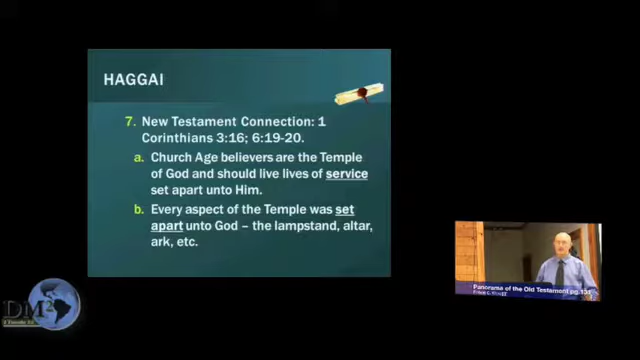 HAGGAI
7. New Testament Connection: 1
Corinthians 3:16; 6:19-20.
a. Church Age believers are the Temple
of God and should live lives of service
set apart unto Him.
b. Every aspect of the Temple was set
apart unto God – the lampstand, altar,
ark, etc.
Panorama of the Old Testament pg.
DM2